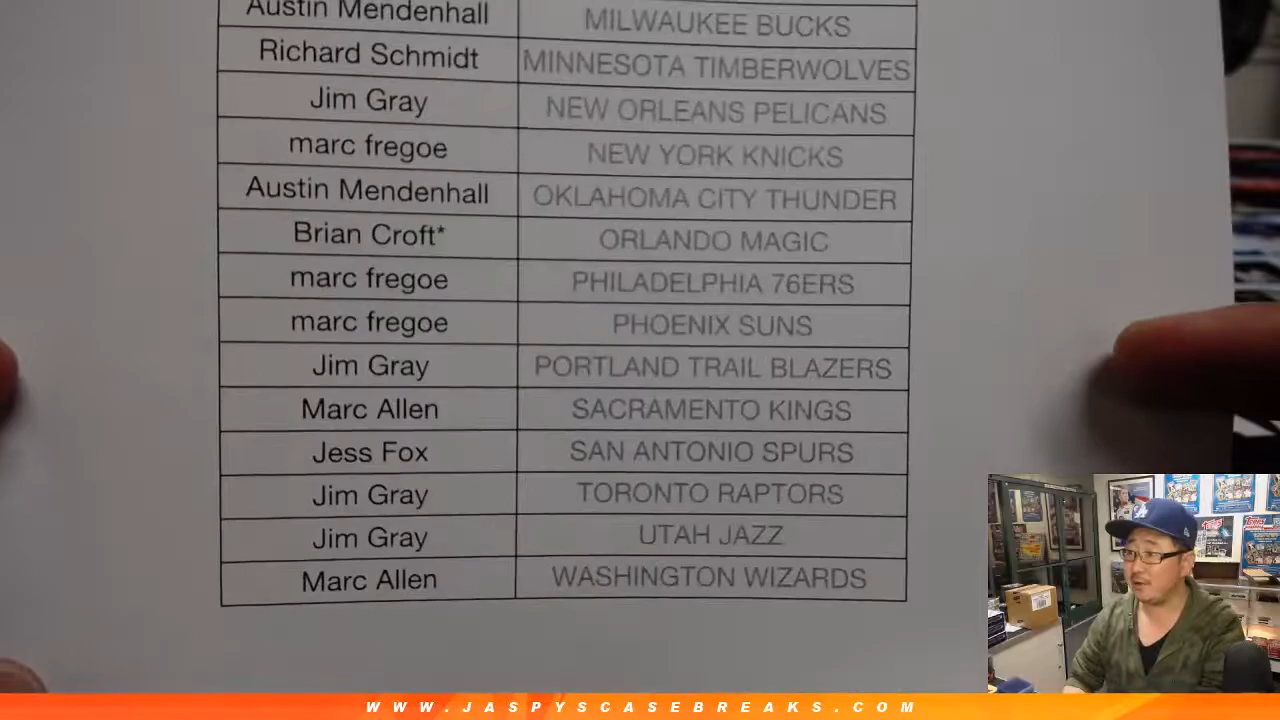 Austin Mendenhall MILWAUKEE BUCKS
Richard Schmidt MINNESOTA TIMBERWOLVES
Jim Gray NEW ORLEANS PELICANS
marc fregoe NEW YORK KNICKS
Austin Mendenhall OKLAHOMA CITY THUNDER
Brian Croft* ORLANDO MAGIC
marc fregoe PHILADELPHIA 76ERS
marc fregoe PHOENIX SUNS
Jim Gray PORTLAND TRAIL BLAZERS
Marc Allen SACRAMENTO KINGS
Jess Fox SAN ANTONIO SPURS
Jim Gray TORONTO RAPTORS
Jim Gray UTAH JAZZ
Marc Allen WASHINGTON WIZARDS
WWW.JASPYSCASEBREAKS.COM